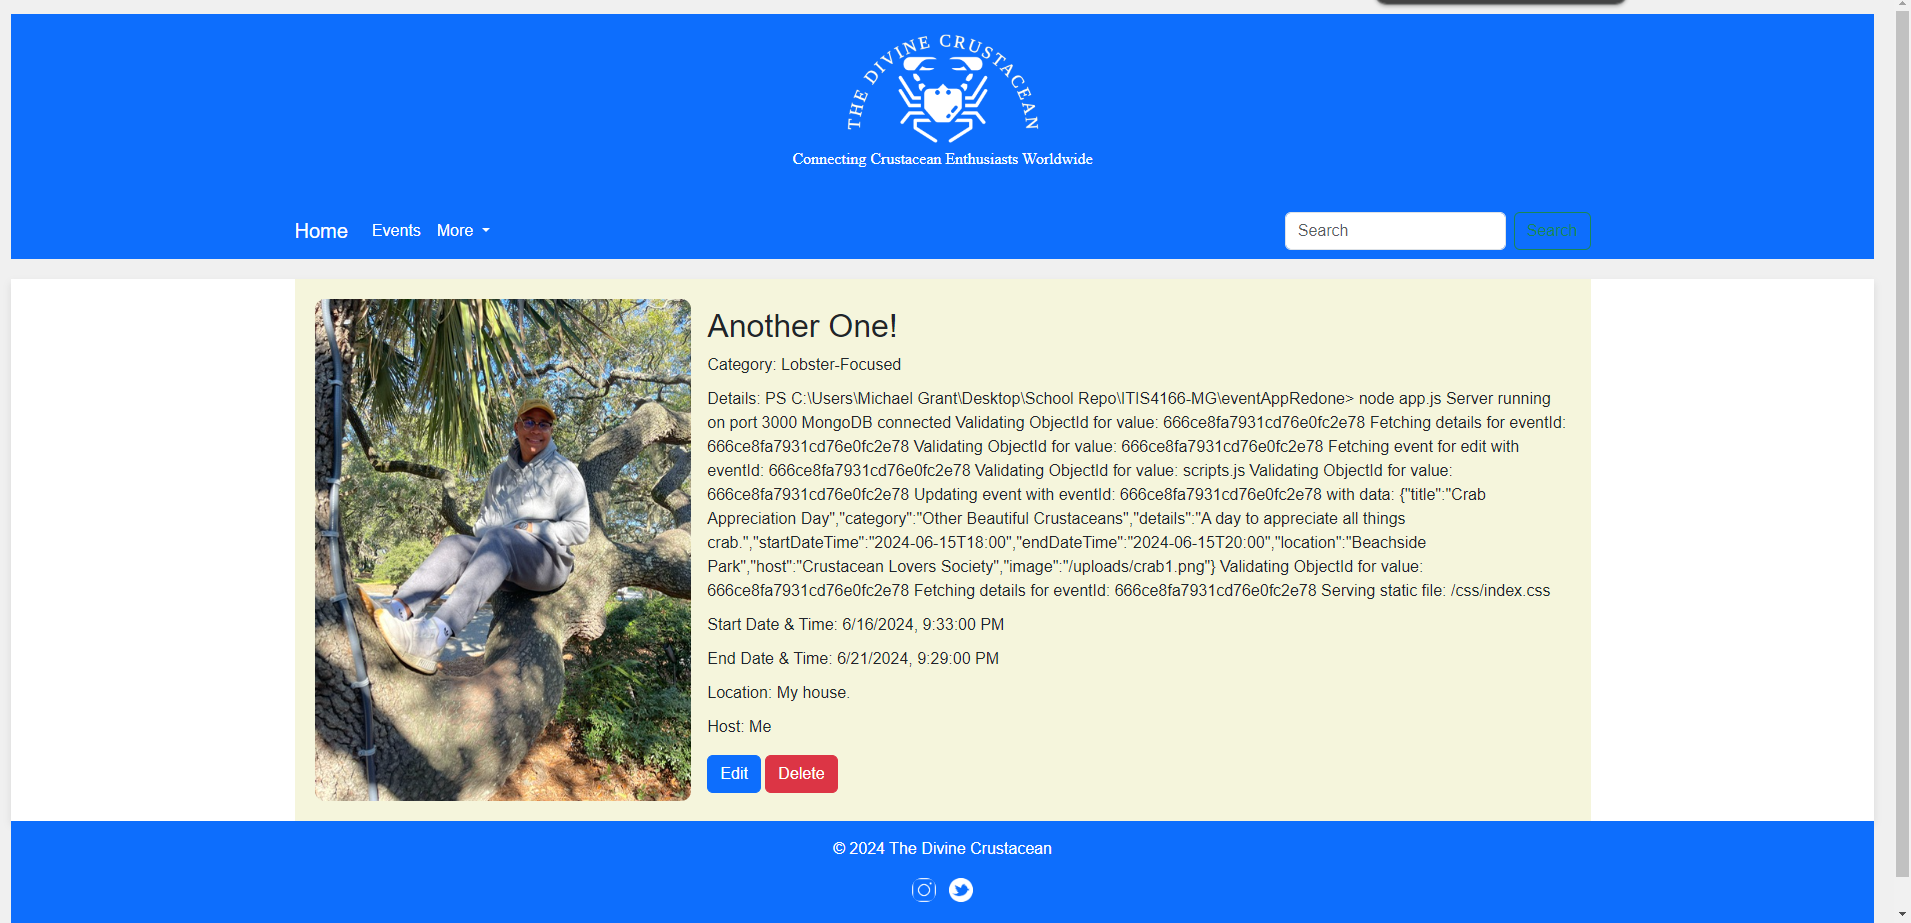 THE DIVINE CRUSTACEAN
Connecting Crustacean Enthusiasts Worldwide
Home Events More Search Search
Another One!
Category: Lobster-Focused
Details: PS C:\Users\Michael Grant\Desktop\School Repo\ITIS4166-MG\eventAppRedone> node app.js Server running
on port 3000 MongoDB connected Validating ObjectId for value: 666ce8fa7931cd76e0fc2e78 Fetching details for eventId:
666ce8fa7931cd76e0fc2e78 Validating ObjectId for value: 666ce8fa7931cd76e0fc2e78 Fetching event for edit with
eventId: 666ce8fa7931cd76e0fc2e78 Validating ObjectId for value: scripts.js Validating ObjectId for value:
666ce8fa7931cd76e0fc2e78 Updating event with eventId: 666ce8fa7931cd76e0fc2e78 with data: {"title":"Crab
Appreciation Day","category":"Other Beautiful Crustaceans","details":"A day to appreciate all things
crab.","startDateTime":"2024-06-15T18:00","endDateTime":"2024-06-15T20:00","location":"Beachside
Park","host":"Crustacean Lovers Society","image":"/uploads/crab1.png"} Validating ObjectId for value:
666ce8fa7931cd76e0fc2e78 Fetching details for eventId: 666ce8fa7931cd76e0fc2e78 Serving static file: /css/index.css
Start Date & Time: 6/16/2024, 9:33:00 PM
End Date & Time: 6/21/2024, 9:29:00 PM
Location: My house.
Host: Me
Edit Delete
© 2024 The Divine Crustacean